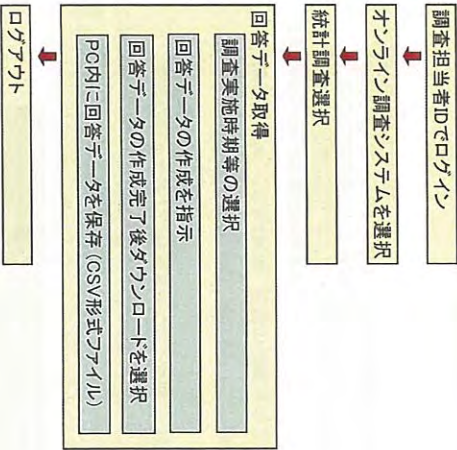 調査担当者IDでログイン
オンライン調査システムを選択
統計調査選択
回答データ取得
調査実施時期等の選択
回答データの作成を指示
回答データの作成完了後ダウンロードを選択
PC内に回答データを保存(CSV形式ファイル)
ログアウト